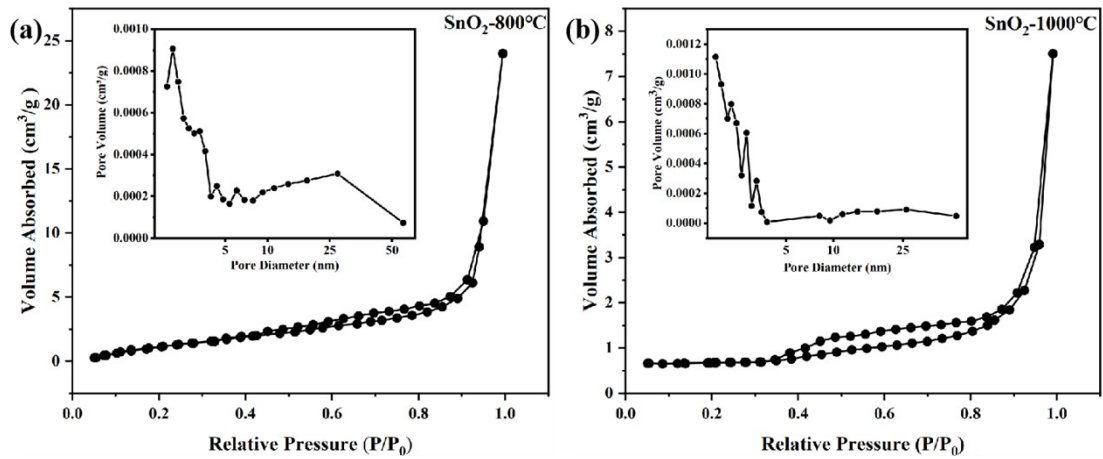 (a)
SnO₂-800℃
Volume Absorbed (cm³/g )
25
20
15
10
5
0
0.0 0.2 0.4 0.6 0.8 1.0
Relative Pressure (P/P₀)
Pore Volume (cm³/g)
0.0010
0.0008
0.0006
0.0004
0.0002
0.0000
5 10 25 50
Pore Diameter (nm)
(b)
SnO₂-1000℃
Volume Absorbed (cm³/g)
8
7
6
5
4
3
2
1
0
0.0 0.2 0.4 0.6 0.8 1.0
Relative Pressure (P/P₀)
Pore Volume (cm³/g)
0.0012
0.0010
0.0008
0.0006
0.0004
0.0002
0.0000
5 10 25
Pore Diameter (nm)